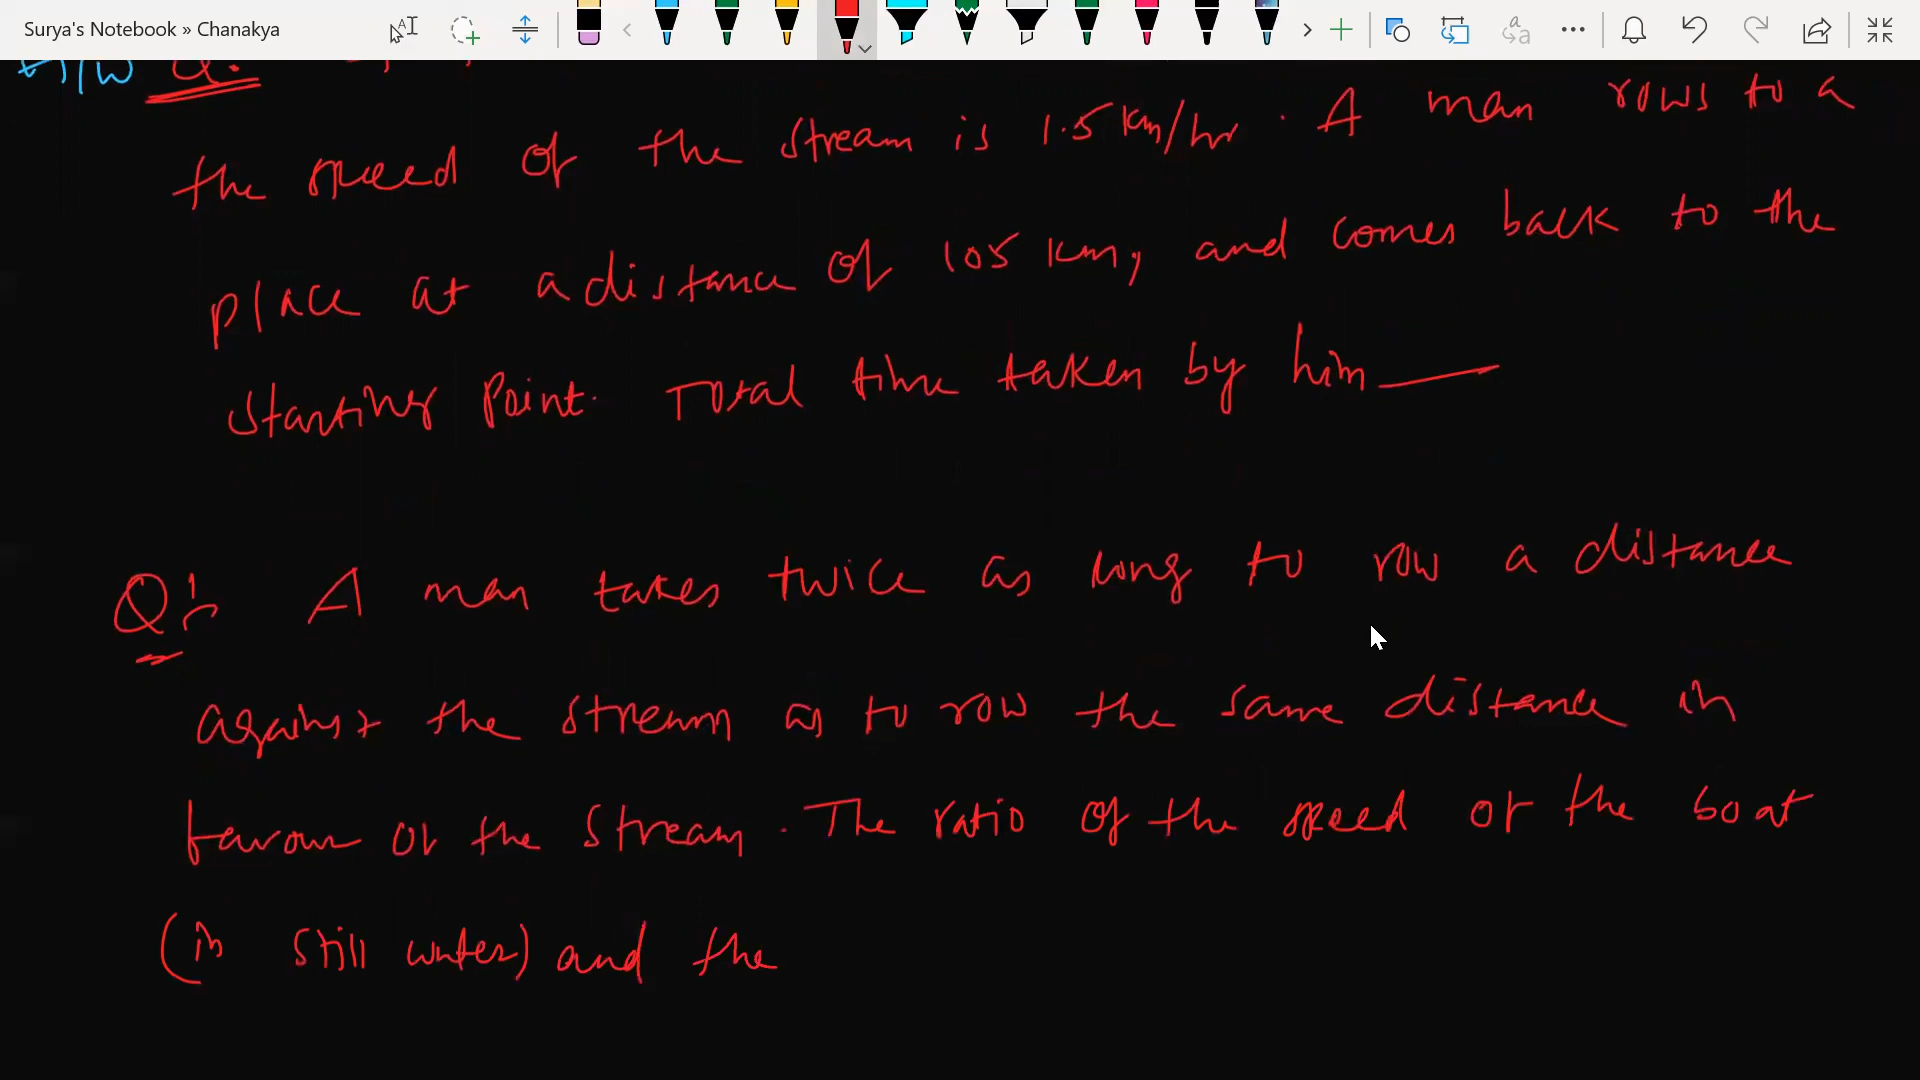 Surya's Notebook » Chanakya
H/W Q.
the speed of the stream is 1.5 km/hr. A man rows to a
place at a distance of 105 km, and comes back to the
starting Point. Total time taken by him —
Q:- A man takes twice as long to row a distance
against the stream as to row the same distance in
favour of the stream. The ratio of the speed of the boat
(in still water) and the